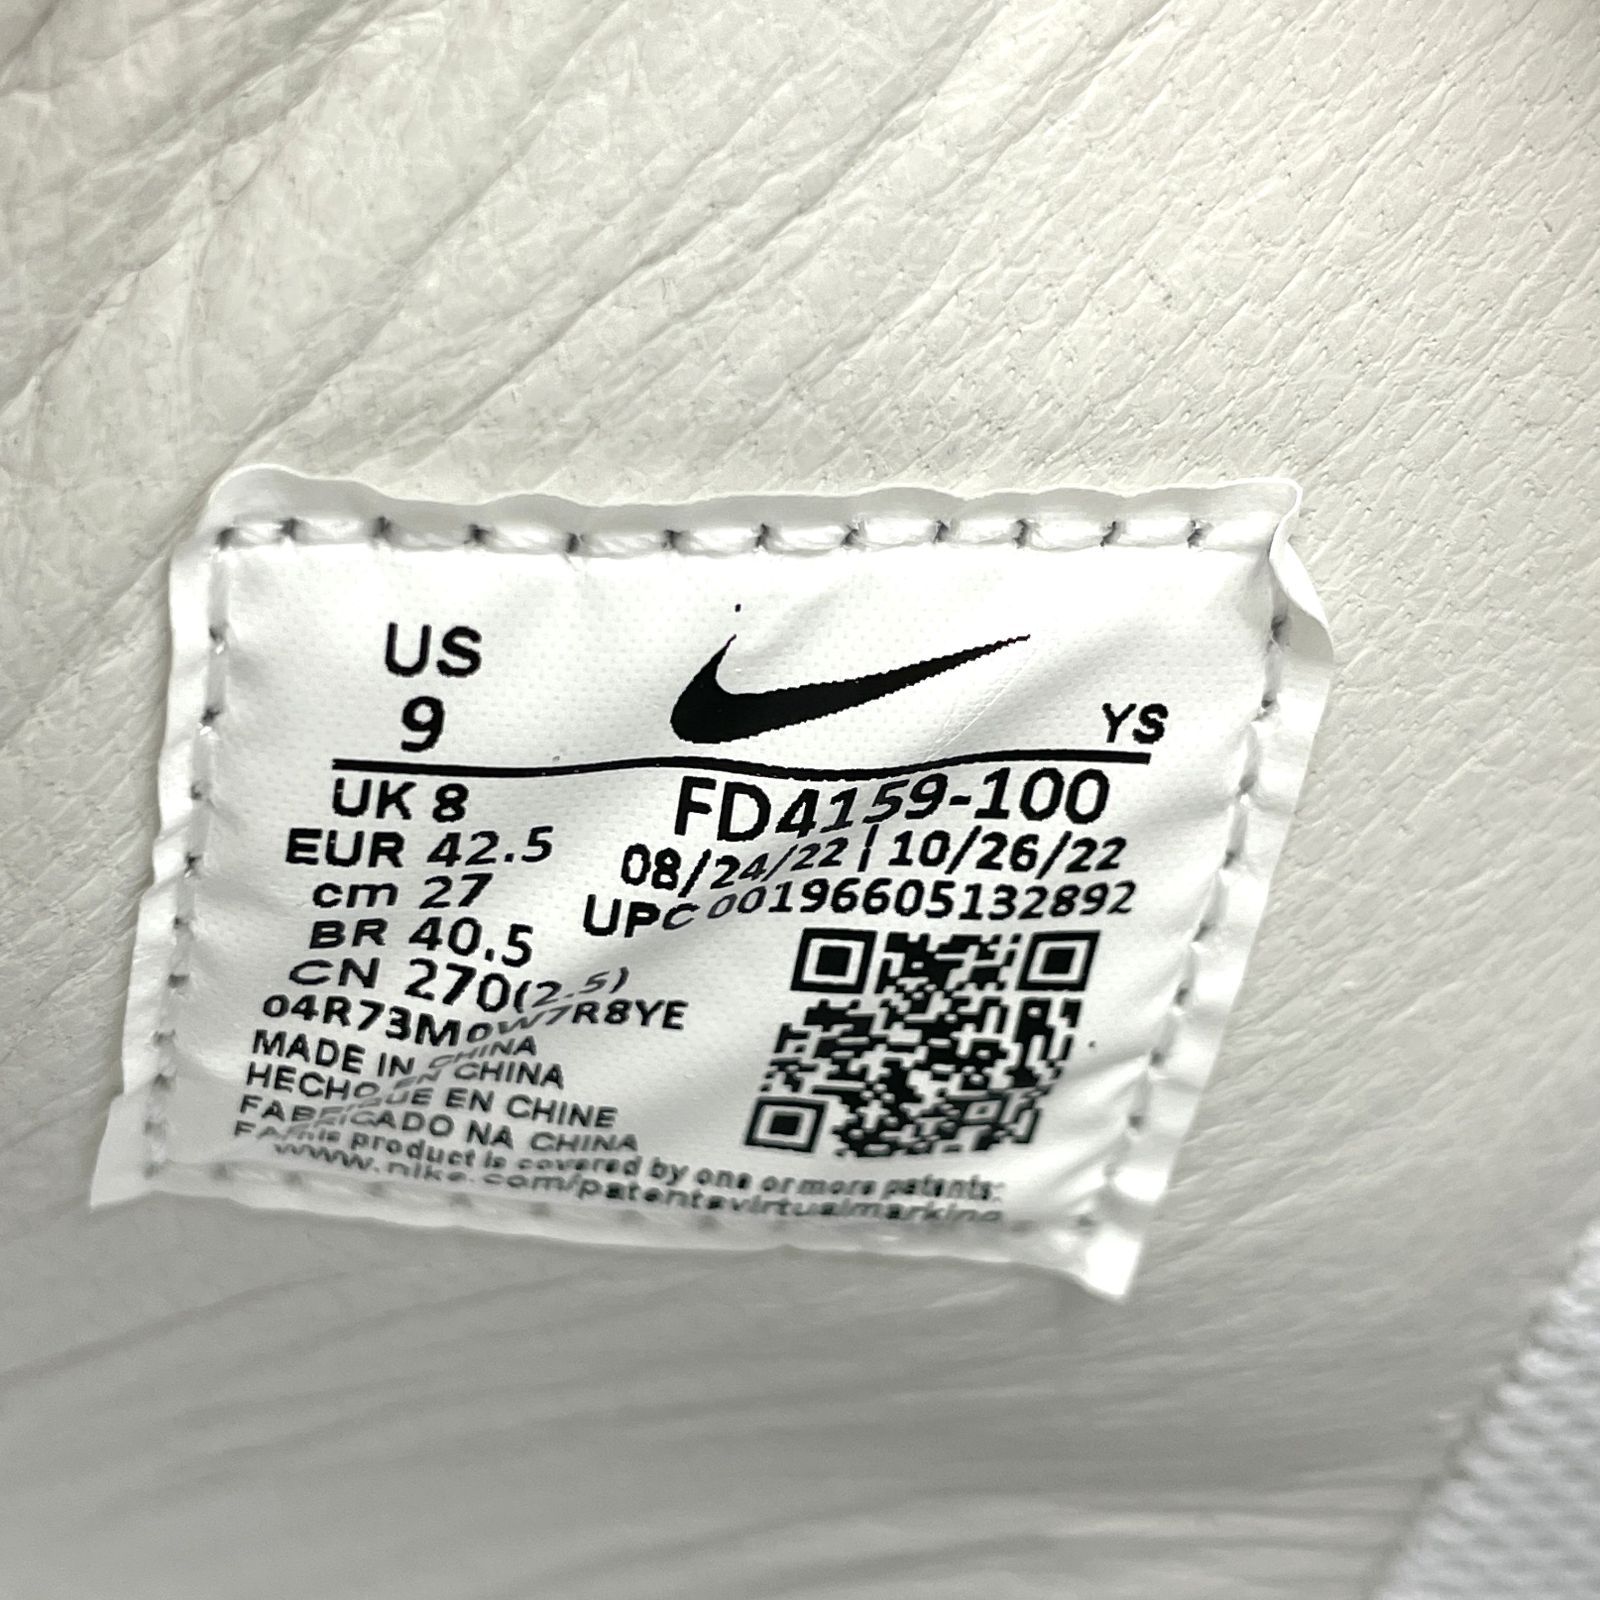 US
9
YS
UK 8
EUR 42.5
cm 27
BR 40.5
CN 270(2.5)
04R73M0W7R8YE
FD4159-100
08/24/22 | 10/26/22
UPC 00196605132892
MADE IN CHINA
HECHO EN CHINA
FABRIQUE EN CHINE
FABRICADO NA CHINA
This product is covered by one or more patents:
www.nike.com/patentsvirtualmarking